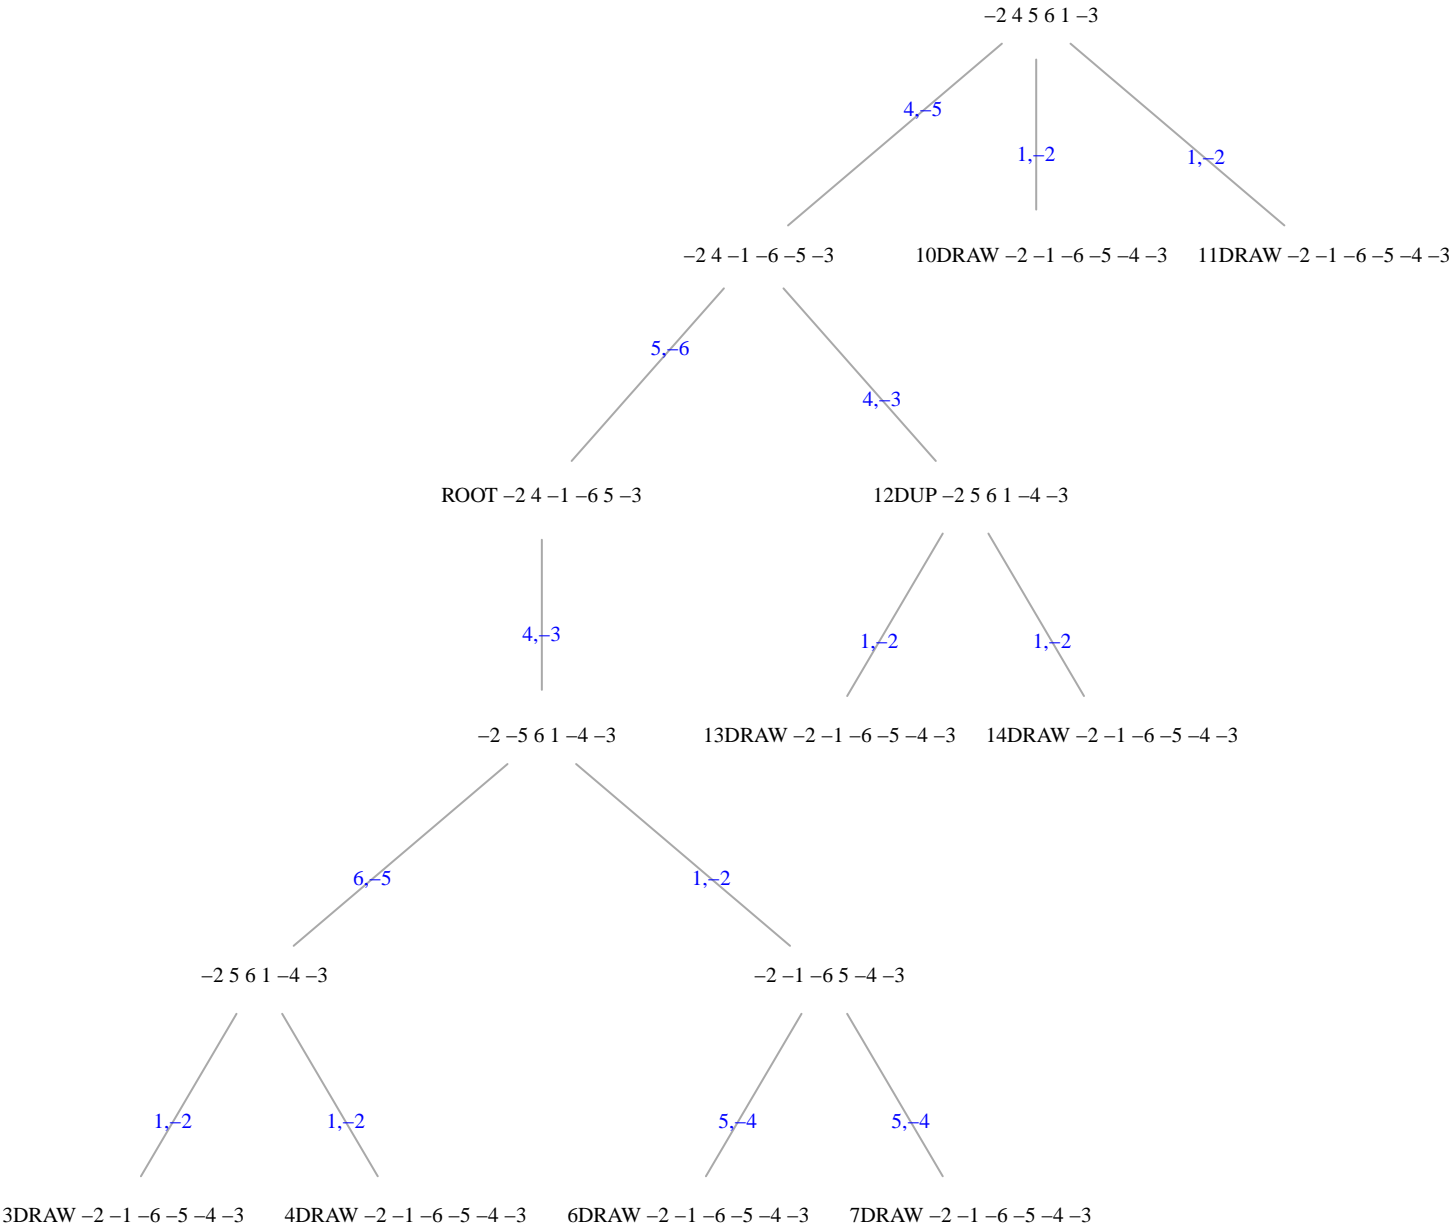 –2 4 5 6 1 –3
4,–5
1,–2
1,–2
–2 4 –1 –6 –5 –3
10DRAW –2 –1 –6 –5 –4 –3
11DRAW –2 –1 –6 –5 –4 –3
5,–6
4,–3
ROOT –2 4 –1 –6 5 –3
12DUP –2 5 6 1 –4 –3
4,–3
1,–2
1,–2
–2 –5 6 1 –4 –3
13DRAW –2 –1 –6 –5 –4 –3
14DRAW –2 –1 –6 –5 –4 –3
6,–5
1,–2
–2 5 6 1 –4 –3
–2 –1 –6 5 –4 –3
1,–2
1,–2
5,–4
5,–4
3DRAW –2 –1 –6 –5 –4 –3
4DRAW –2 –1 –6 –5 –4 –3
6DRAW –2 –1 –6 –5 –4 –3
7DRAW –2 –1 –6 –5 –4 –3